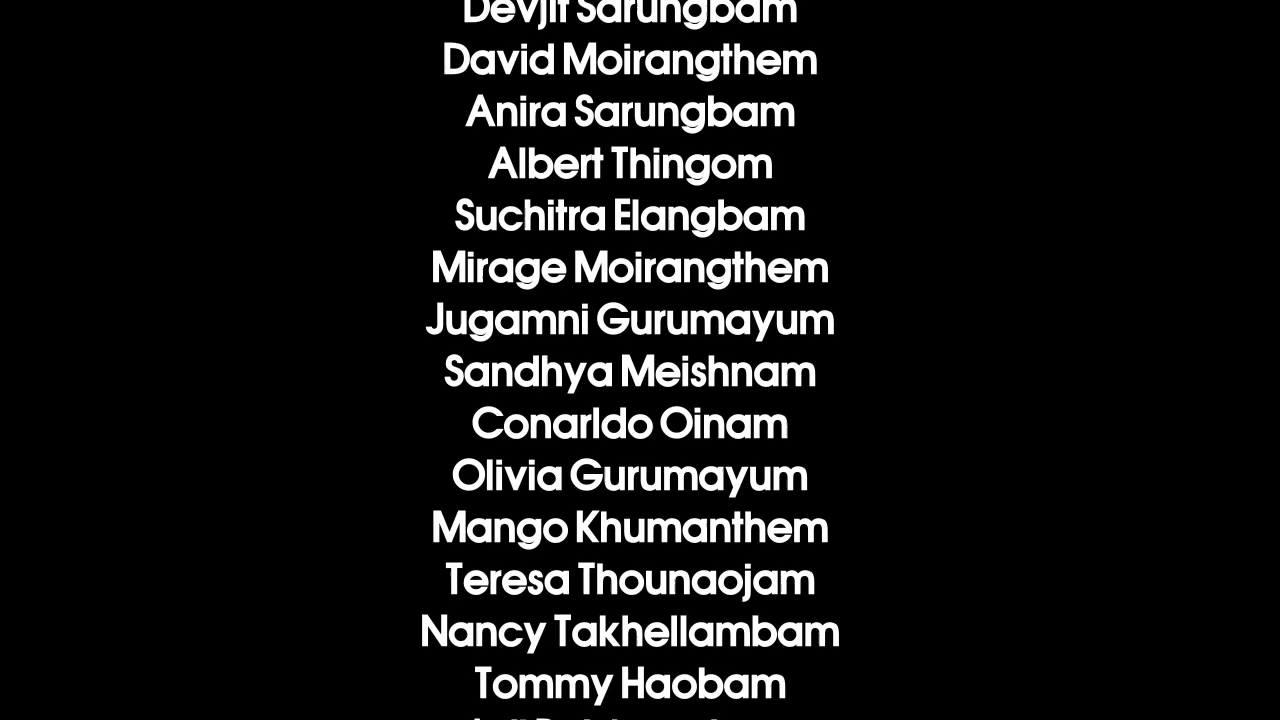 Devjit Sarungbam
David Moirangthem
Anira Sarungbam
Albert Thingom
Suchitra Elangbam
Mirage Moirangthem
Jugamni Gurumayum
Sandhya Meishnam
Conarldo Oinam
Olivia Gurumayum
Mango Khumanthem
Teresa Thounaojam
Nancy Takhellambam
Tommy Haobam